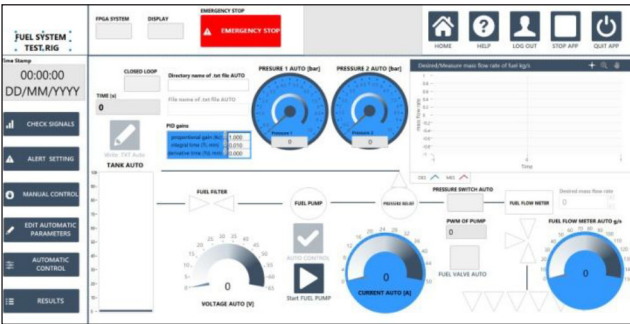 FUEL SYSTEM
TEST RIG
FPGA SYSTEM
DISPLAY
EMERGENCY STOP
EMERGENCY STOP
HOME
HELP
LOG OUT
STOP APP
QUIT APP
Time Stamp
00:00:00
DD/MM/YYYY
CHECK SIGNALS
ALERT SETTING
MANUAL CONTROL
EDIT AUTOMATIC
PARAMETERS
AUTOMATIC
CONTROL
RESULTS
CLOSED LOOP
TIME (s)
0
Write TXT Auto
Directory name of .txt file AUTO
File name of .txt file AUTO
PID gains
proportional gain (Kc) 1.000
integral time (Ti, min) 0.010
derivative time (Td, min) 0.000
PRESURE 1 AUTO [bar]
Pressure 1
0
PRESSURE 2 AUTO [bar]
Pressure 2
0
Desired/Measure mass flow rate of fuel kg/s
mass flow rate
Time
TANK AUTO
FUEL FILTER
FUEL PUMP
PRESSURE RELIEF
PRESSURE SWITCH AUTO
FUEL FLOW METER
Desired mass flow rate
0
PWM OF PUMP
0
FUEL VALVE AUTO
FUEL FLOW METER AUTO g/s
0
AUTO CONTROL
Start FUEL PUMP
0
VOLTAGE AUTO [V]
0
CURRENT AUTO [A]